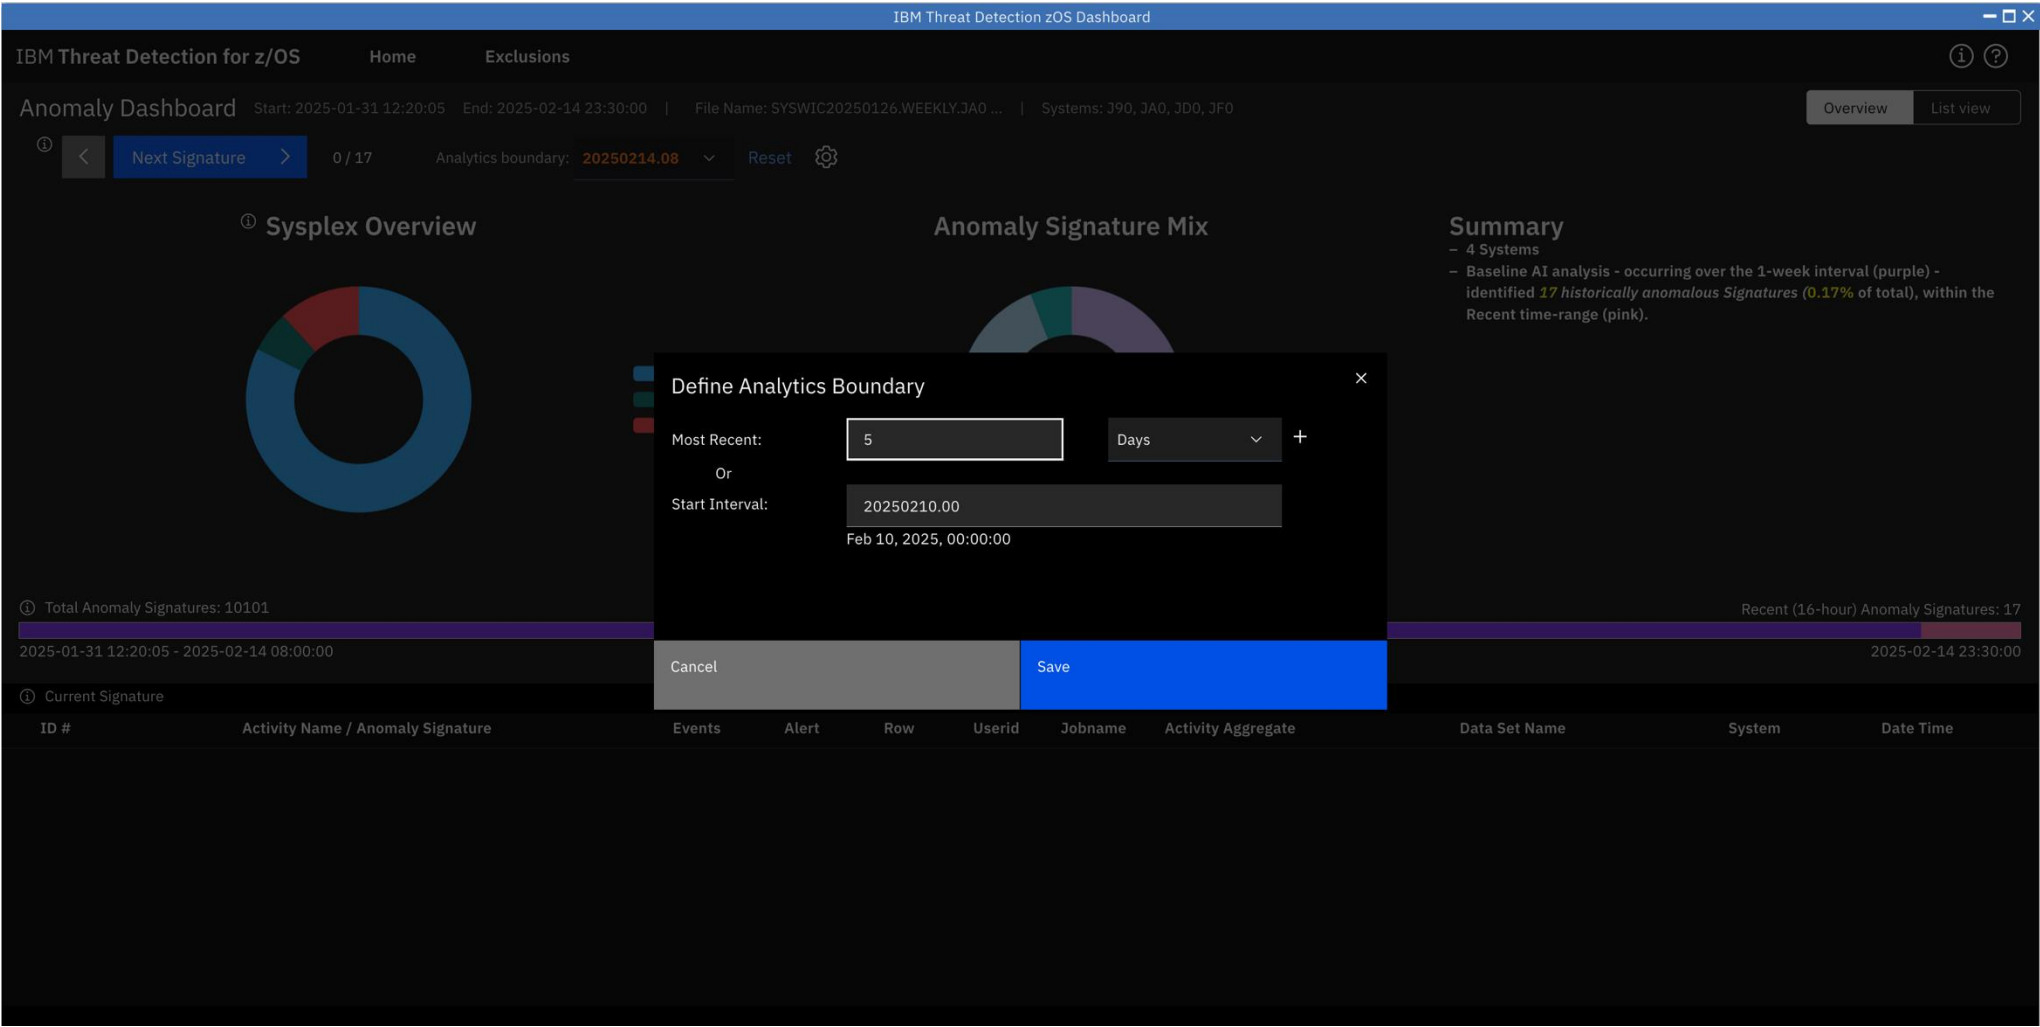 IBM Threat Detection zOS Dashboard
IBM Threat Detection for z/OS Home Exclusions
Anomaly Dashboard Start: 2025-01-31 12:20:05 End: 2025-02-14 23:30:00 | File Name: SYSWIC20250126.WEEKLY.JA0 ... | Systems: J90, JA0, JD0, JF0 Overview List view
Next Signature 0 / 17 Analytics boundary: 20250214.08 Reset
Sysplex Overview
Anomaly Signature Mix
Summary
– 4 Systems
– Baseline AI analysis - occurring over the 1-week interval (purple) -
identified 17 historically anomalous Signatures (0.17% of total), within the
Recent time-range (pink).
Define Analytics Boundary
Most Recent: 5 Days +
Or
Start Interval: 20250210.00
Feb 10, 2025, 00:00:00
Cancel Save
Total Anomaly Signatures: 10101 Recent (16-hour) Anomaly Signatures: 17
2025-01-31 12:20:05 - 2025-02-14 08:00:00 2025-02-14 23:30:00
Current Signature
ID # Activity Name / Anomaly Signature Events Alert Row Userid Jobname Activity Aggregate Data Set Name System Date Time